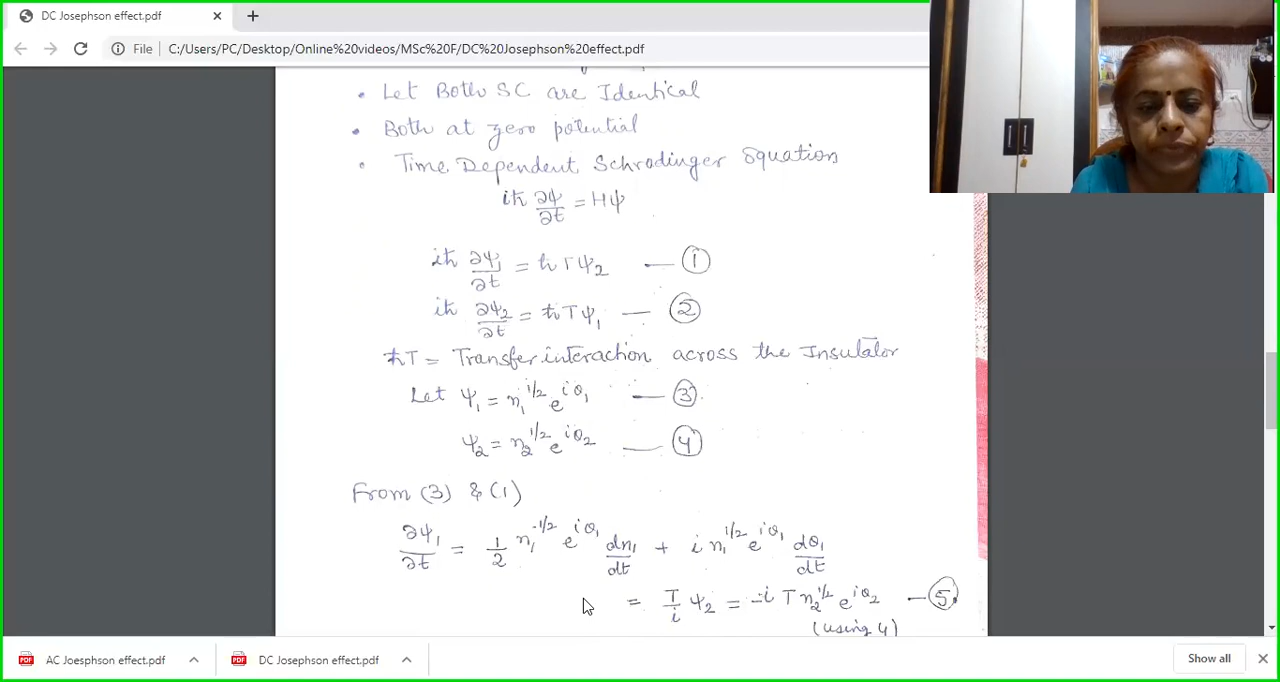 DC Josephson effect.pdf
File C:/Users/PC/Desktop/Online%20videos/MSc%20F/DC%20Josephson%20effect.pdf
• Let Both SC are Identical
• Both at zero potential
• Time Dependent Schrodinger Equation
iħ ∂ψ/∂t = Hψ
iħ ∂ψ₁/∂t = ħTψ₂ — ①
iħ ∂ψ₂/∂t = ħTψ₁ — ②
ħT = Transfer interaction across the Insulator
Let ψ₁ = n₁^1/2 e^iθ₁ — ③.
ψ₂ = n₂^1/2 e^iθ₂ — ④
From (3) & (1)
∂ψ₁/∂t = 1/2 n₁^-1/2 e^iθ₁ dn₁/dt + i n₁^1/2 e^iθ₁ dθ₁/dt
= T/i ψ₂ = -i T n₂^1/2 e^iθ₂ — ⑤
(using 4)
AC Joesphson effect.pdf
DC Josephson effect.pdf
Show all